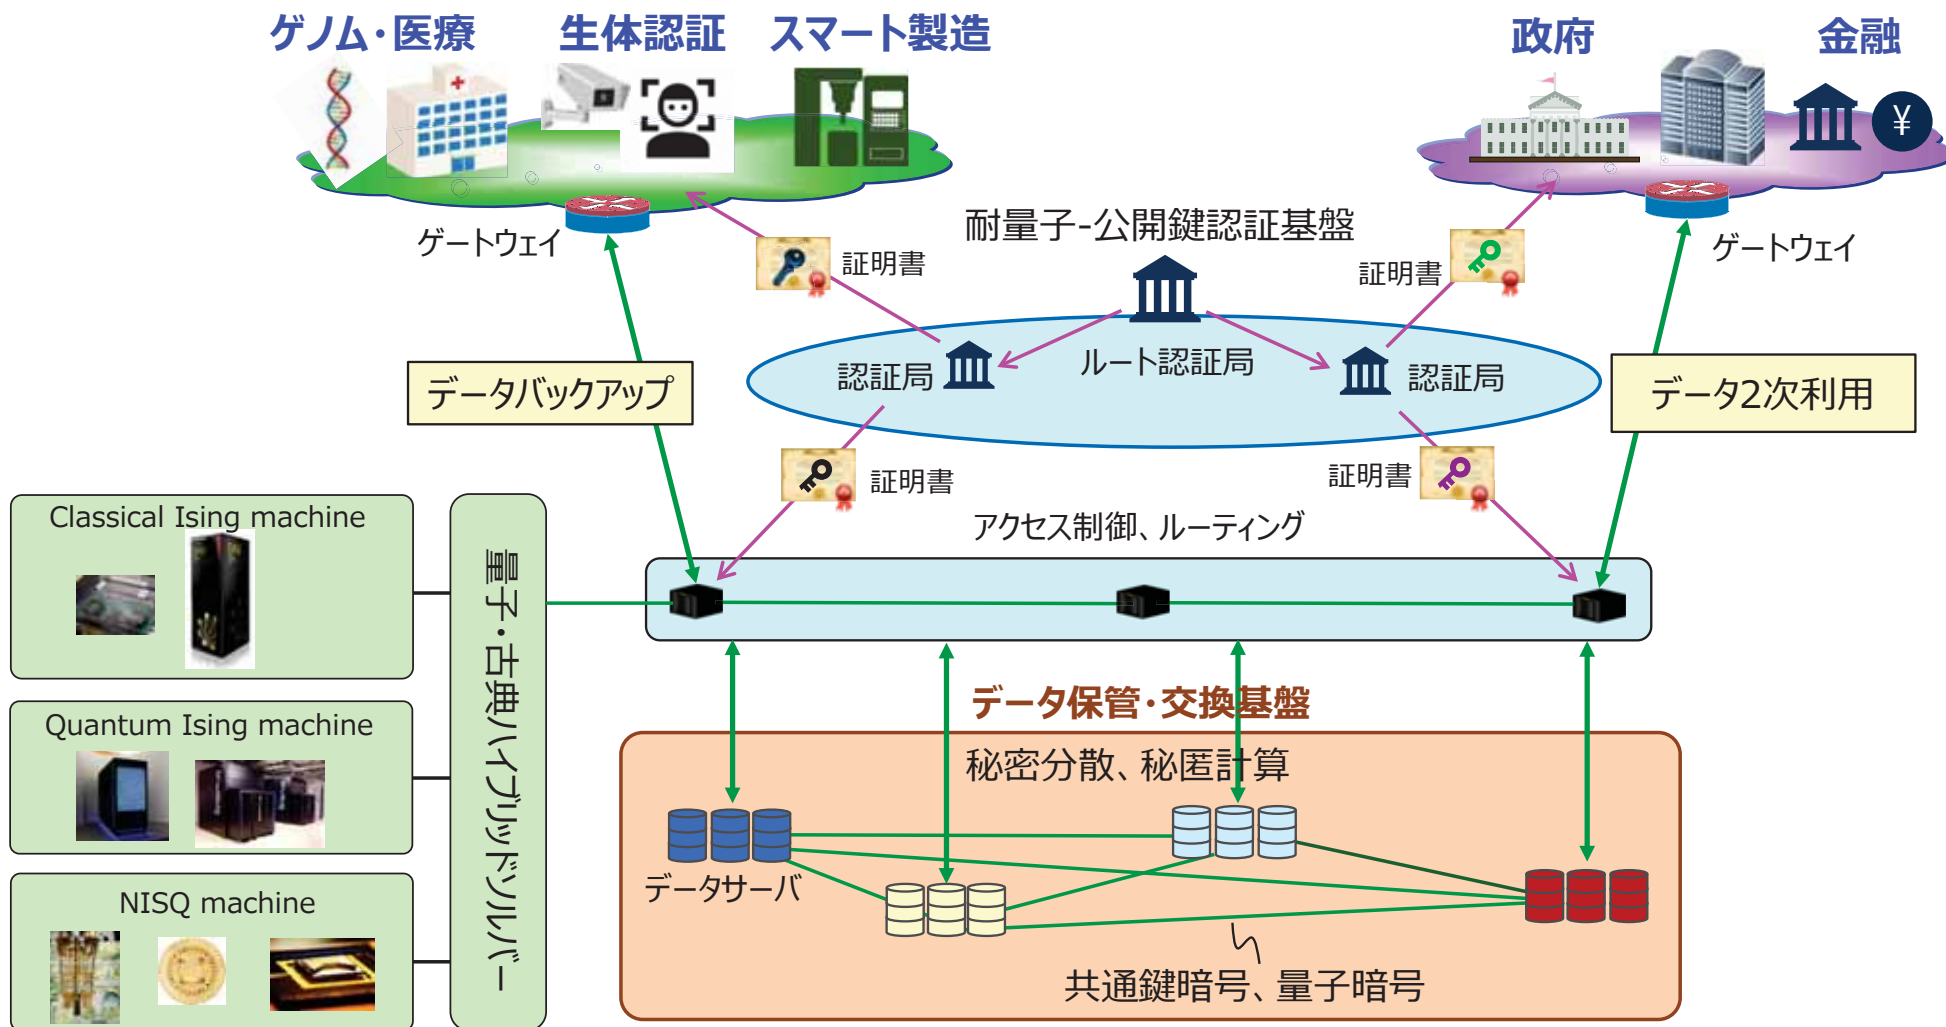 ゲノム・医療
生体認証
スマート製造
政府
金融
¥
ゲートウェイ
耐量子-公開鍵認証基盤
ゲートウェイ
証明書
証明書
認証局
ルート認証局
認証局
データバックアップ
データ2次利用
証明書
証明書
アクセス制御、ルーティング
Classical Ising machine
Quantum Ising machine
NISQ machine
量子・古典ハイブリッドソルバー
データ保管・交換基盤
秘密分散、秘匿計算
データサーバ
共通鍵暗号、量子暗号